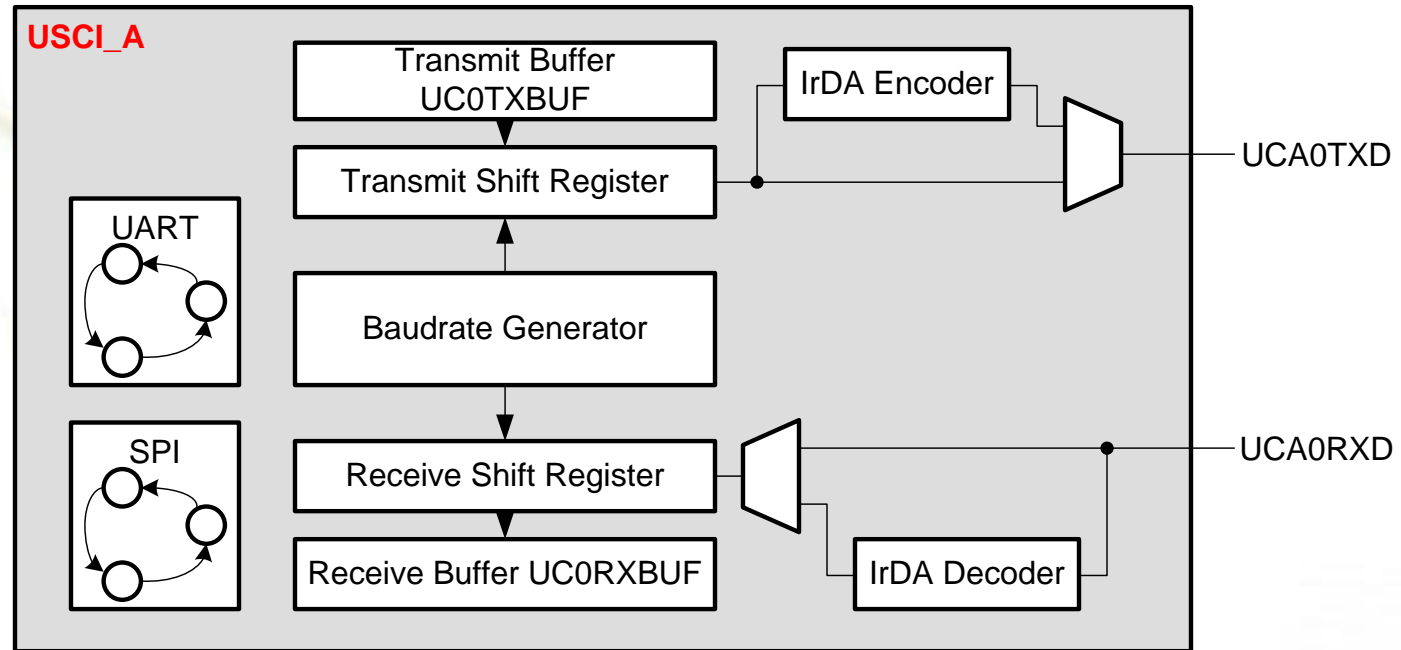 USCI_A
Transmit Buffer
UC0TXBUF
IrDA Encoder
UCA0TXD
Transmit Shift Register
UART
Baudrate Generator
SPI
Receive Shift Register
UCA0RXD
Receive Buffer UC0RXBUF
IrDA Decoder